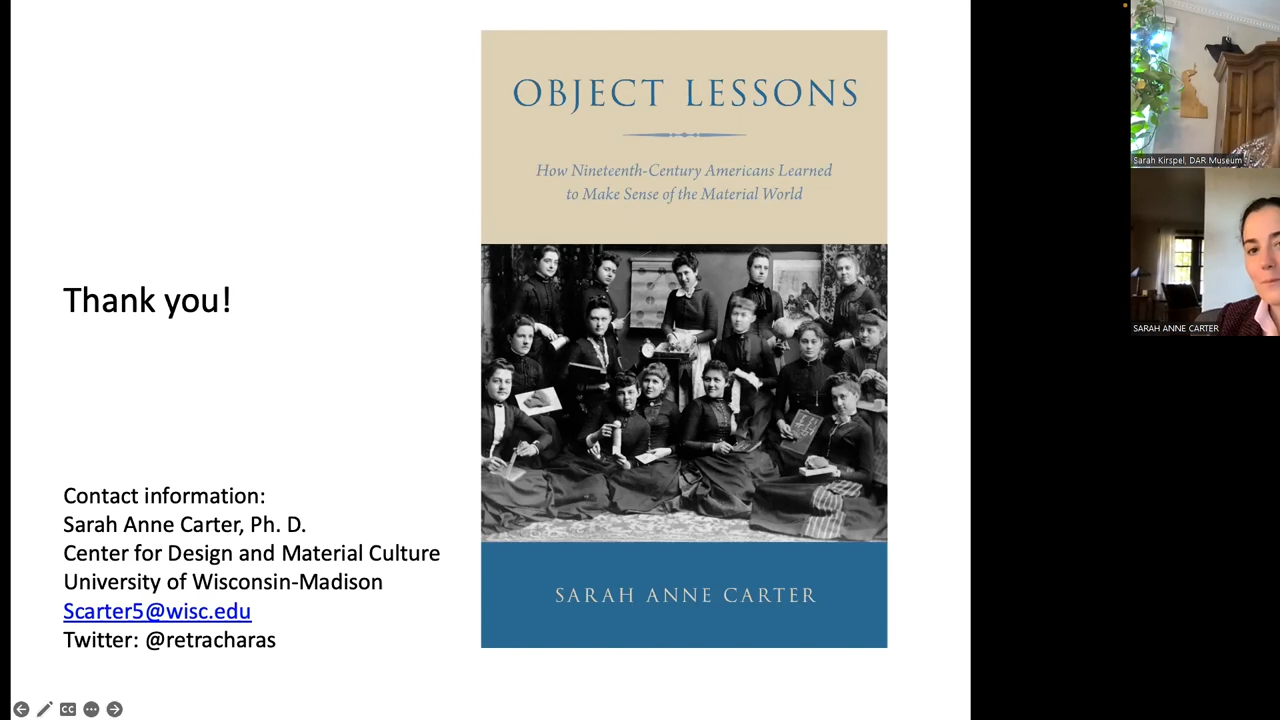 Thank you!
Contact information:
Sarah Anne Carter, Ph. D.
Center for Design and Material Culture
University of Wisconsin-Madison
Scarter5@wisc.edu
Twitter: @retracharas
OBJECT LESSONS
How Nineteenth-Century Americans Learned
to Make Sense of the Material World
SARAH ANNE CARTER
CC
Sarah Kirspel, DAR Museum
SARAH ANNE CARTER